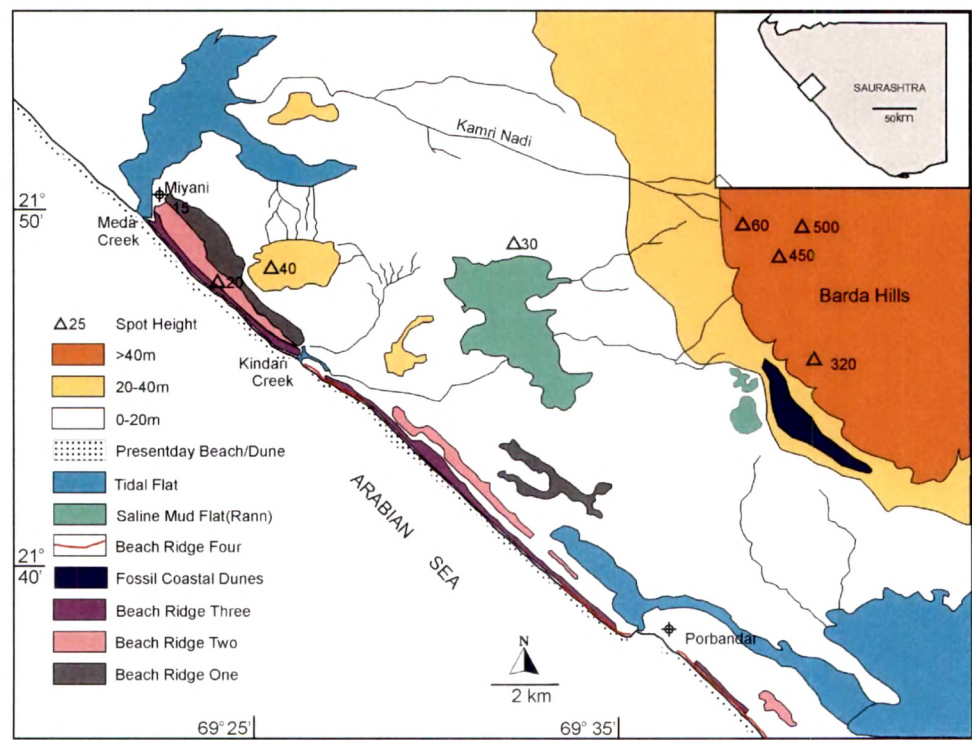 SAURASHTRA
50km
Kamri Nadi
21°
50'
Miyani
15
Meda
Creek
60
500
450
30
40
20
Barda Hills
320
Kindari
Creek
25 Spot Height
>40m
20-40m
0-20m
Presentday Beach/Dune
Tidal Flat
Saline Mud Flat(Rann)
Beach Ridge Four
Fossil Coastal Dunes
Beach Ridge Three
Beach Ridge Two
Beach Ridge One
ARABIAN SEA
21°
40'
Porbandar
N
2 km
69° 25'
69° 35'